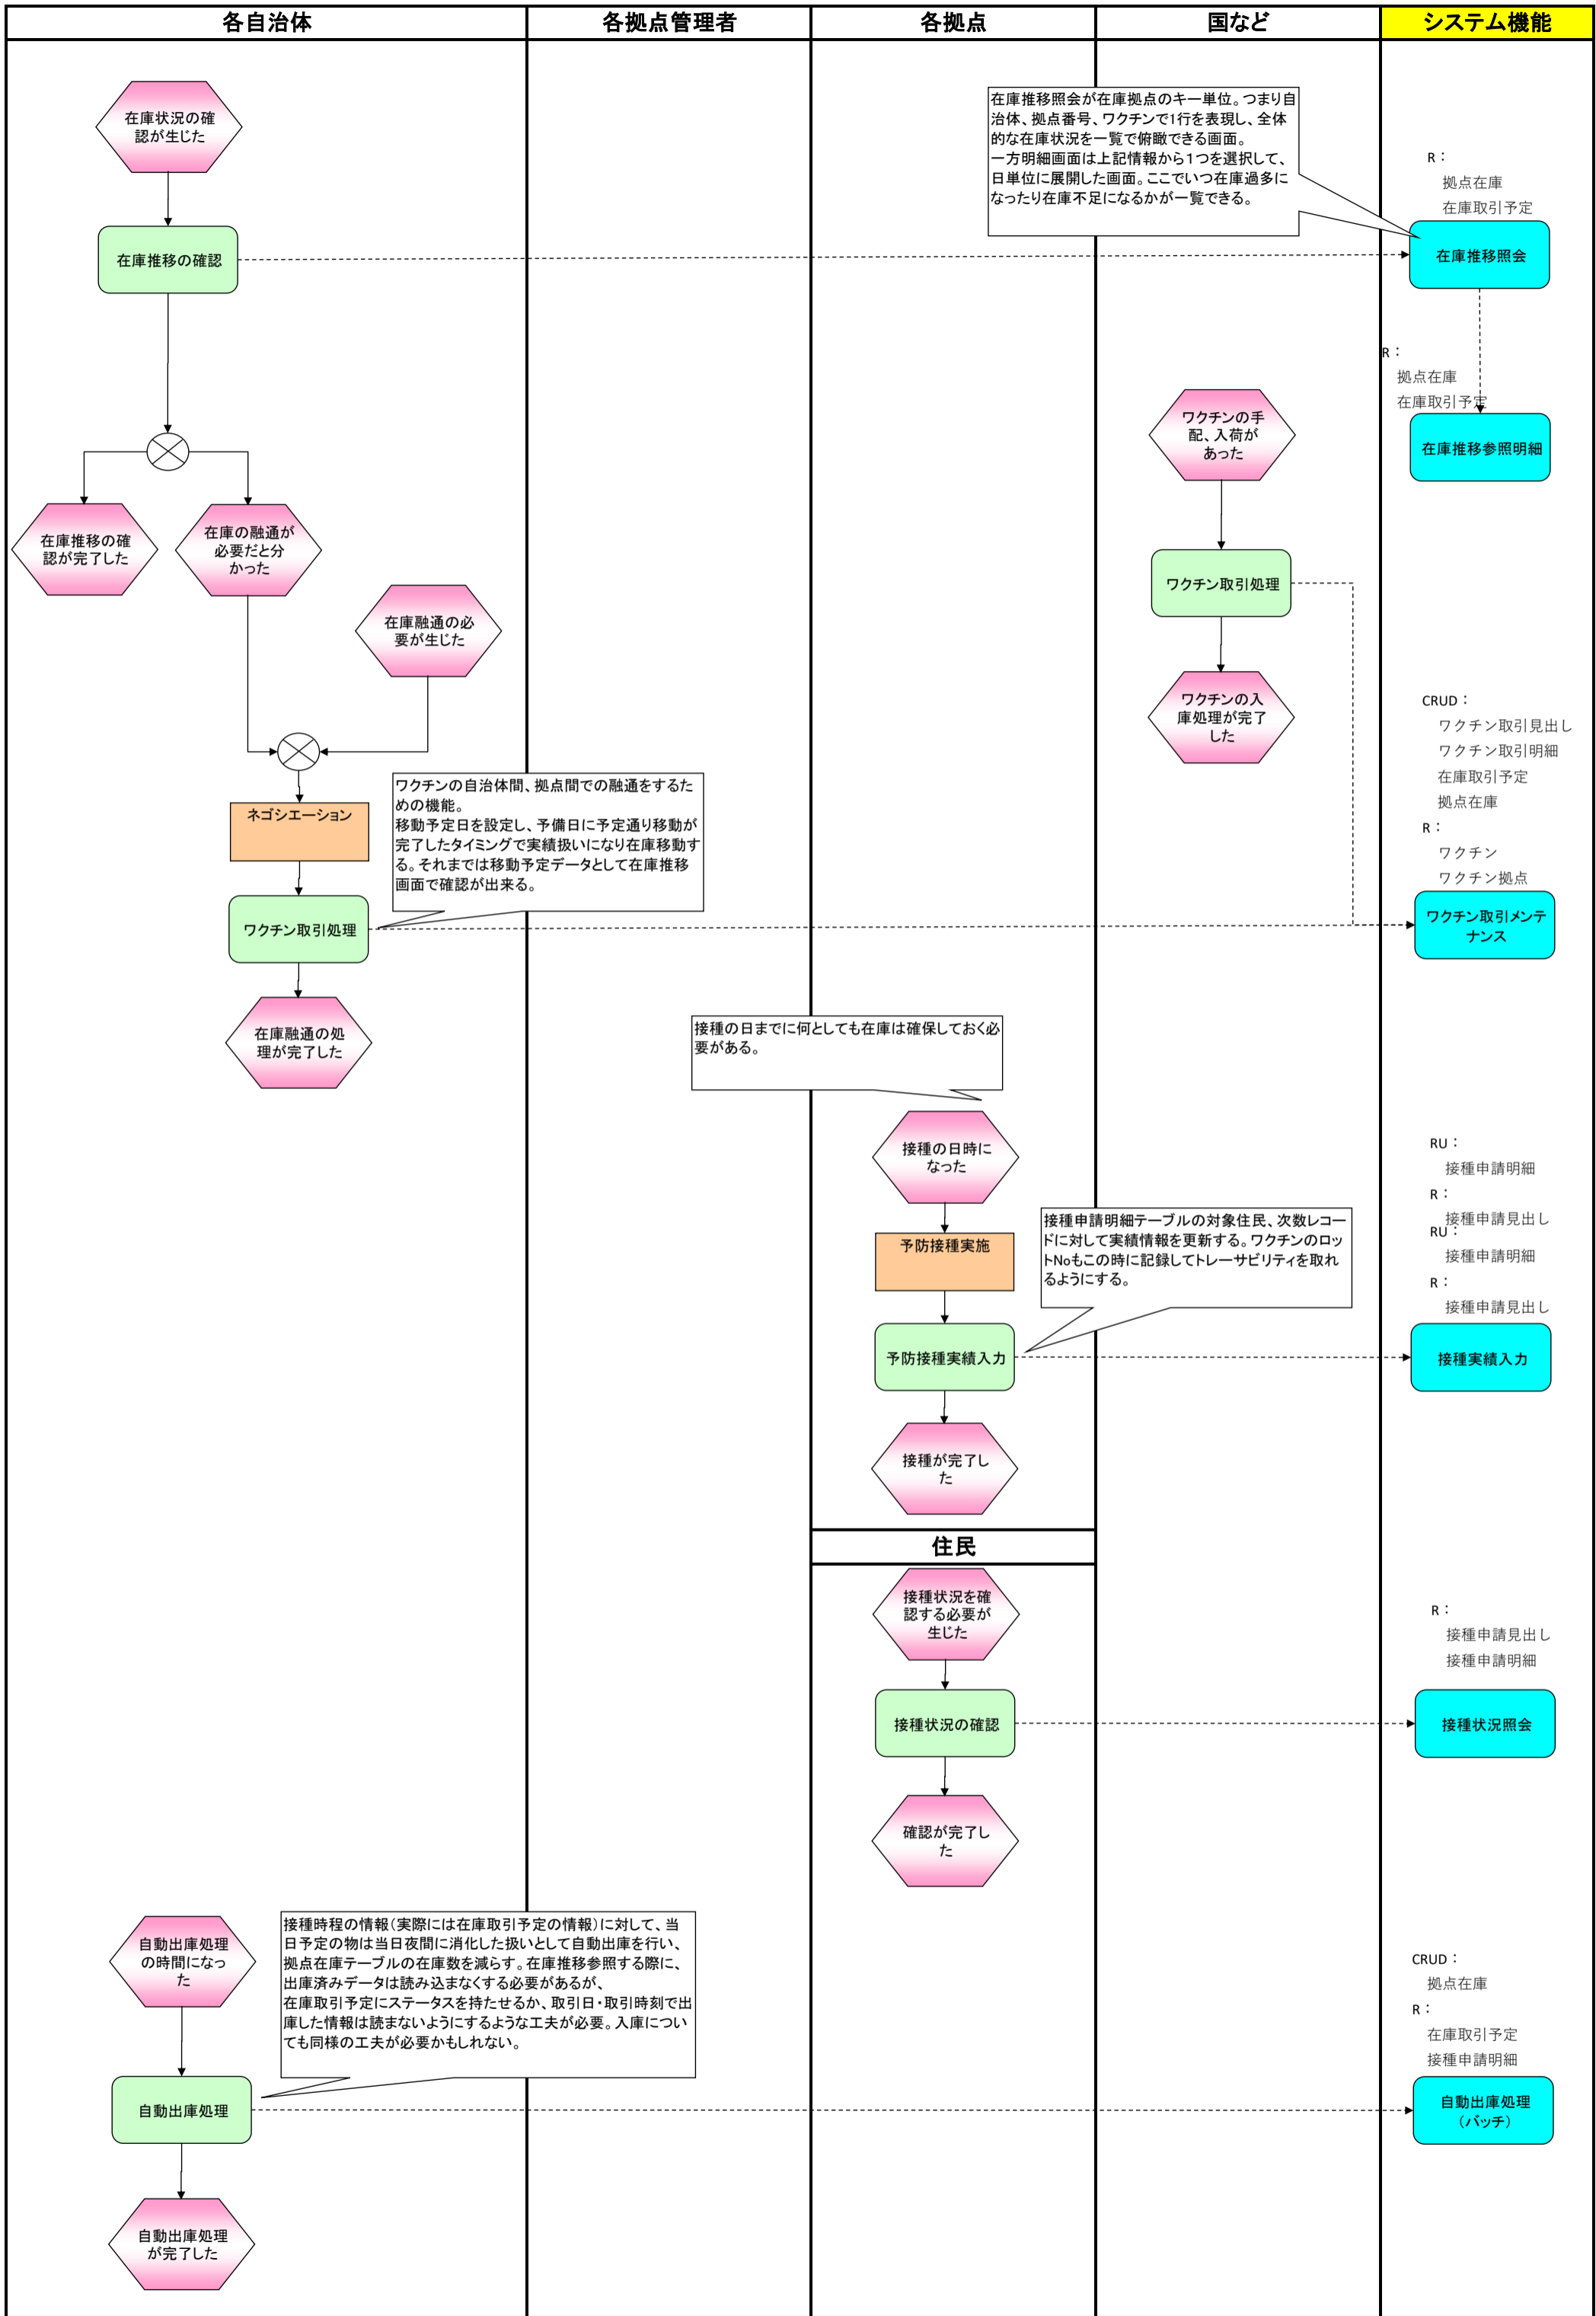 各自治体
各拠点管理者
各拠点
国など
システム機能
在庫状況の確
認が生じた
在庫推移の確認
在庫推移の確
認が完了した
在庫の融通が
必要だと分
かった
在庫融通の必
要が生じた
ネゴシエーション
ワクチン取引処理
在庫融通の処
理が完了した
ワクチンの自治体間、拠点間での融通をするた
めの機能。
移動予定日を設定し、予備日に予定通り移動が
完了したタイミングで実績扱いになり在庫移動す
る。それまでは移動予定データとして在庫推移
画面で確認が出来る。
在庫推移照会が在庫拠点のキー単位。つまり自
治体、拠点番号、ワクチンで1行を表現し、全体
的な在庫状況を一覧で俯瞰できる画面。
一方明細画面は上記情報から1つを選択して、
日単位に展開した画面。ここでいつ在庫過多に
なったり在庫不足になるかが一覧できる。
R：
拠点在庫
在庫取引予定
在庫推移照会
R：
拠点在庫
在庫取引予定
在庫推移参照明細
ワクチンの手
配、入荷が
あった
ワクチン取引処理
ワクチンの入
庫処理が完了
した
CRUD：
ワクチン取引見出し
ワクチン取引明細
在庫取引予定
拠点在庫
R：
ワクチン
ワクチン拠点
ワクチン取引メンテ
ナンス
接種の日までに何としても在庫は確保しておく必
要がある。
接種の日時に
なった
予防接種実施
予防接種実績入力
接種が完了し
た
接種申請明細テーブルの対象住民、次数レコー
ドに対して実績情報を更新する。ワクチンのロッ
トNoもこの時に記録してトレーサビリティを取れ
るようにする。
RU：
接種申請明細
R：
接種申請見出し
RU：
接種申請明細
R：
接種申請見出し
接種実績入力
住民
接種状況を確
認する必要が
生じた
接種状況の確認
確認が完了し
た
R：
接種申請見出し
接種申請明細
接種状況照会
自動出庫処理
の時間になっ
た
自動出庫処理
自動出庫処理
が完了した
接種時程の情報（実際には在庫取引予定の情報）に対して、当
日予定の物は当日夜間に消化した扱いとして自動出庫を行い、
拠点在庫テーブルの在庫数を減らす。在庫推移参照する際に、
出庫済みデータは読み込まなくする必要があるが、
在庫取引予定にステータスを持たせるか、取引日・取引時刻で出
庫した情報は読まないようにするような工夫が必要。入庫につい
ても同様の工夫が必要かもしれない。
CRUD：
拠点在庫
R：
在庫取引予定
接種申請明細
自動出庫処理
（バッチ）